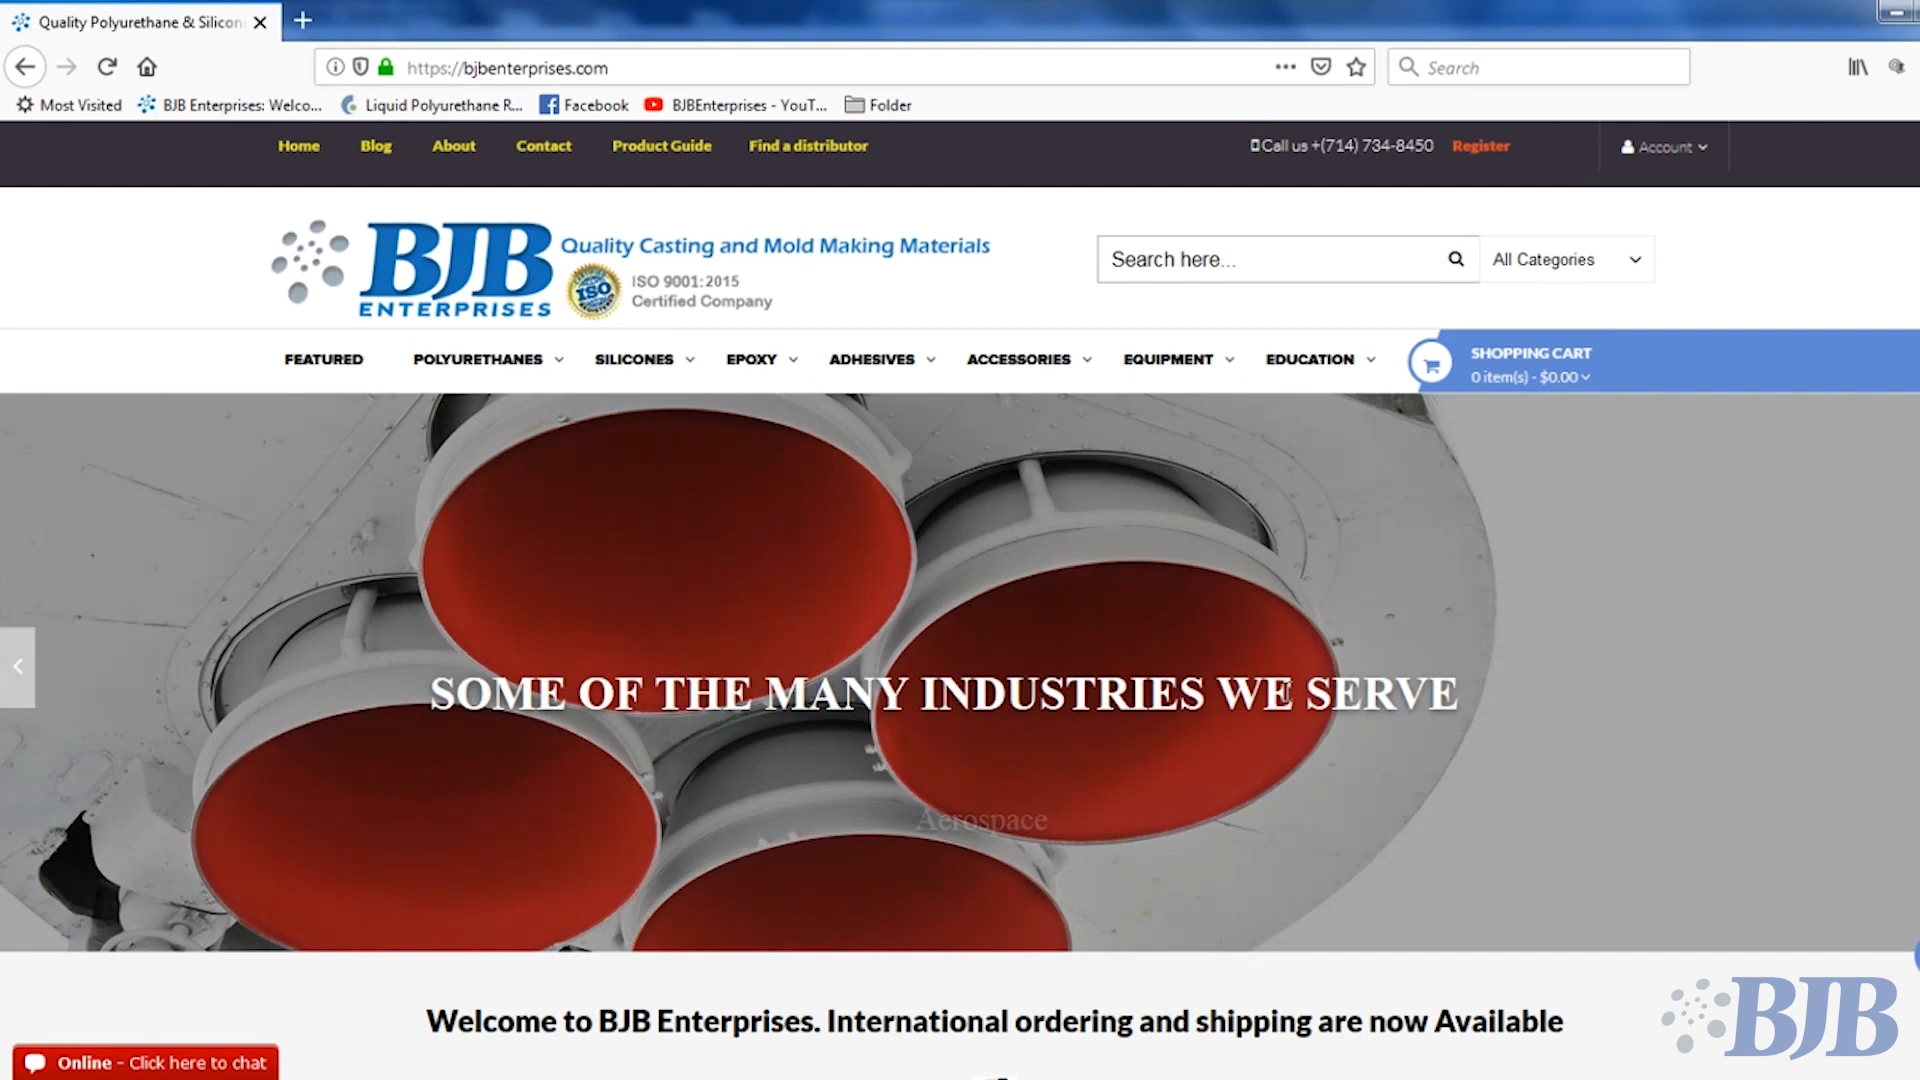 Quality Polyurethane & Silicon
https://bjbenterprises.com
Search
Most Visited
BJB Enterprises: Welco...
Liquid Polyurethane R...
Facebook
BJBEnterprises - YouT...
Folder
Home
Blog
About
Contact
Product Guide
Find a distributor
Call us +(714) 734-8450
Register
Account
BJB
ENTERPRISES
Quality Casting and Mold Making Materials
ISO
ISO 9001:2015
Certified Company
Search here...
All Categories
FEATURED
POLYURETHANES
SILICONES
EPOXY
ADHESIVES
ACCESSORIES
EQUIPMENT
EDUCATION
SHOPPING CART
0 item(s) - $0.00
SOME OF THE MANY INDUSTRIES WE SERVE
Aerospace
Welcome to BJB Enterprises. International ordering and shipping are now Available
Online - Click here to chat
BJB